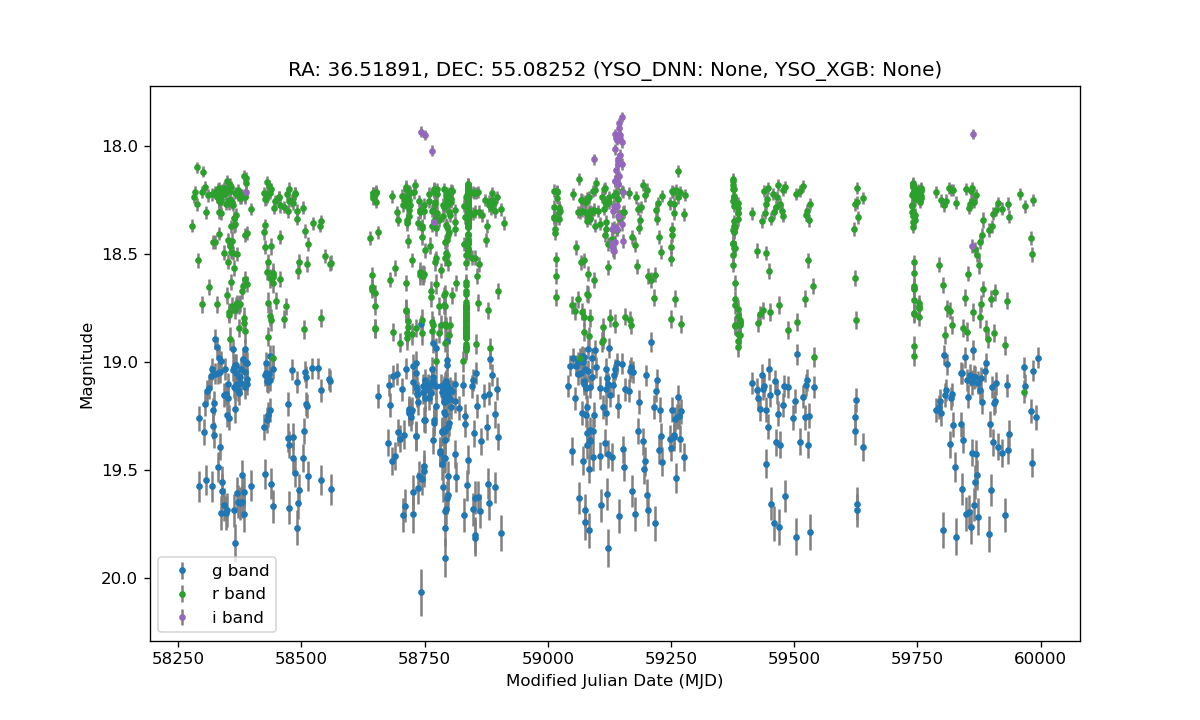 RA: 36.51891, DEC: 55.08252 (YSO_DNN: None, YSO_XGB: None)
Magnitude
18.0
18.5
19.0
19.5
20.0
g band
r band
i band
58250 58500 58750 59000 59250 59500 59750 60000
Modified Julian Date (MJD)